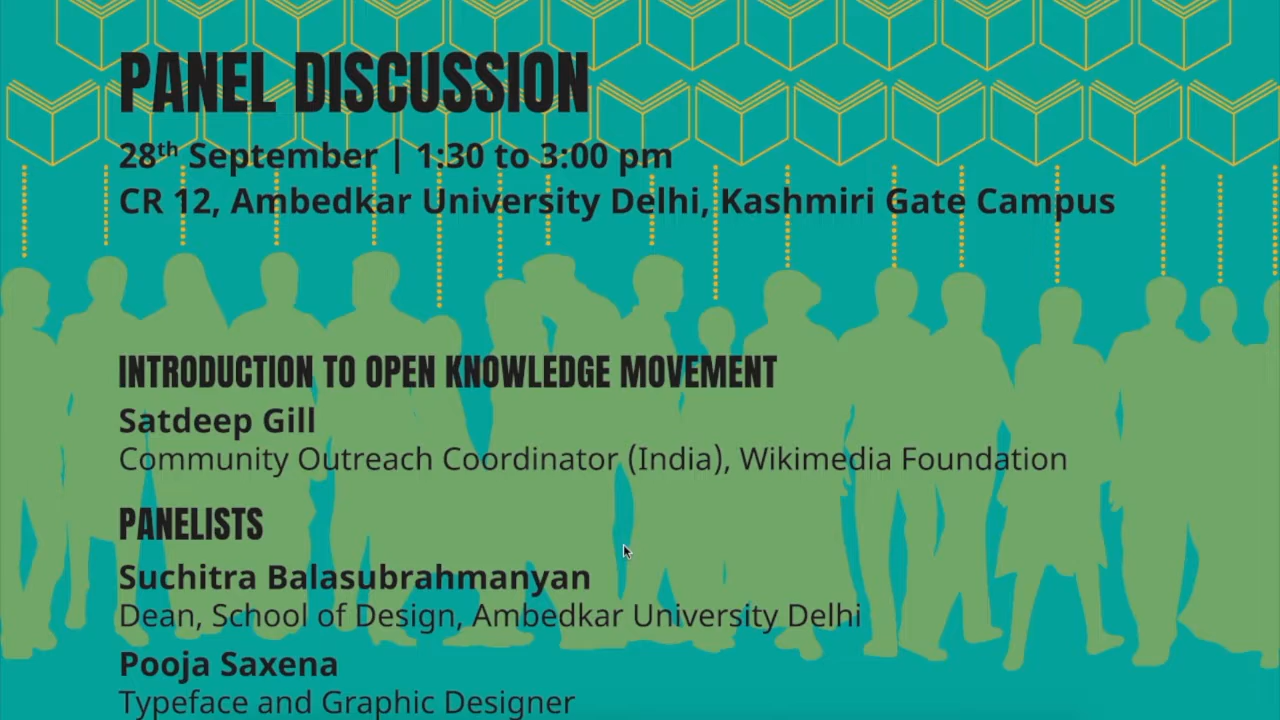 PANEL DISCUSSION
28th September | 1:30 to 3:00 pm
CR 12, Ambedkar University Delhi, Kashmiri Gate Campus
INTRODUCTION TO OPEN KNOWLEDGE MOVEMENT
Satdeep Gill
Community Outreach Coordinator (India), Wikimedia Foundation
PANELISTS
Suchitra Balasubrahmanyan
Dean, School of Design, Ambedkar University Delhi
Pooja Saxena
Typeface and Graphic Designer